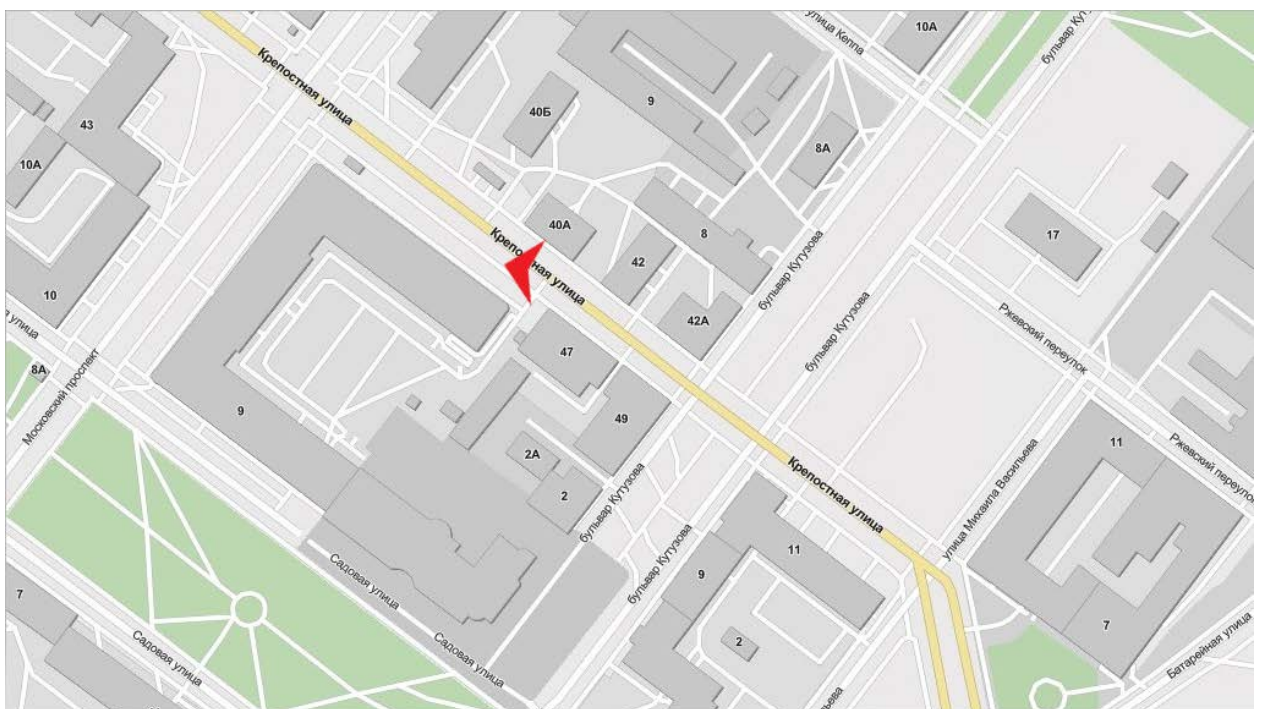 улица Кеппа
10А
бульвар Кут
Крепостная улица
43
40Б
9
8А
10А
40А
8
17
Крепостная улица
42
бульвар Кутузова
10
42А
бульвар Кутузова
Ржевский переулок
я улица
8А
47
Московский проспект
9
49
2А
2
11
Ржевский переулок
Крепостная улица
улица Михаила Васильева
бульвар Кутузова
бульвар Кутузова
11
9
Садовая улица
7
2
7
Садовая улица
Садовая улица
Батарейная улица
льева